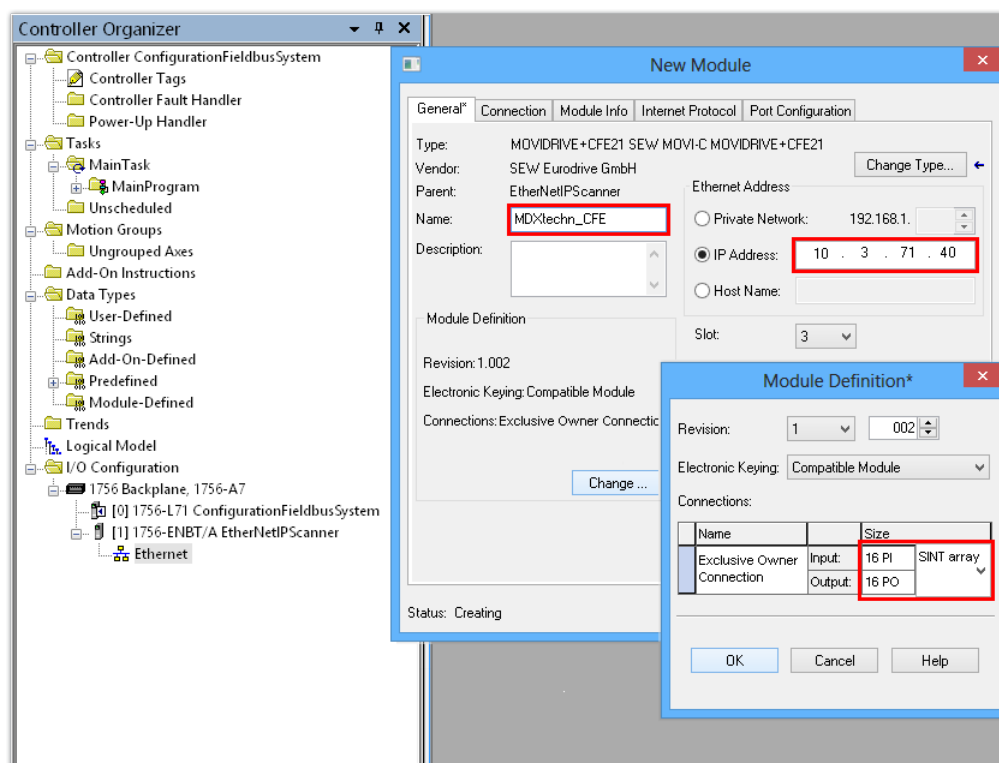 Controller Organizer
Controller ConfigurationFieldbusSystem
Controller Tags
Controller Fault Handler
Power-Up Handler
Tasks
MainTask
MainProgram
Unscheduled
Motion Groups
Ungrouped Axes
Add-On Instructions
Data Types
User-Defined
Strings
Add-On-Defined
Predefined
Module-Defined
Trends
Logical Model
I/O Configuration
1756 Backplane, 1756-A7
[0] 1756-L71 ConfigurationFieldbusSystem
[1] 1756-ENBT/A EtherNetIPScanner
Ethernet
New Module
General* Connection Module Info Internet Protocol Port Configuration
Type: MOVIDRIVE+CFE21 SEW MOVI-C MOVIDRIVE+CFE21
Vendor: SEW Eurodrive GmbH
Change Type...
Parent: EtherNetIPScanner
Name: MDXtechn_CFE
Description:
Ethernet Address
Private Network: 192.168.1.
IP Address: 10 . 3 . 71 . 40
Host Name:
Module Definition
Revision: 1.002
Electronic Keying: Compatible Module
Connections: Exclusive Owner Connectic
Change ...
Slot: 3
Status: Creating
Module Definition*
Revision: 1 002
Electronic Keying: Compatible Module
Connections:
Name Size
Exclusive Owner Connection Input: 16 PI SINT array
Output: 16 PO
OK Cancel Help